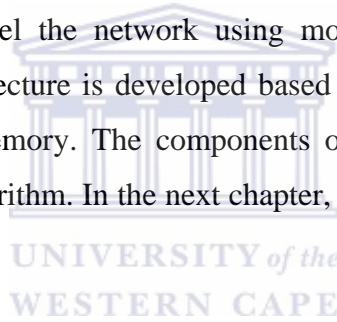 el the network using mo
ecture is developed based
emory. The components o
rithm. In the next chapter,
UNIVERSITY of the
WESTERN CAPE